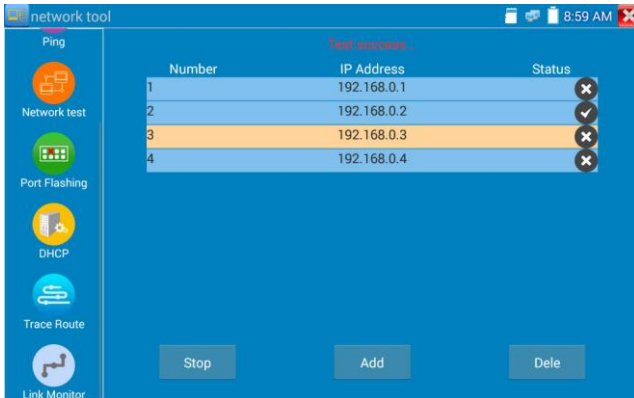 network tool
8:59 AM
Ping
Network test
Port Flashing
DHCP
Trace Route
Link Monitor
Test success...
Number IP Address Status
1 192.168.0.1
2 192.168.0.2
3 192.168.0.3
4 192.168.0.4
Stop Add Dele